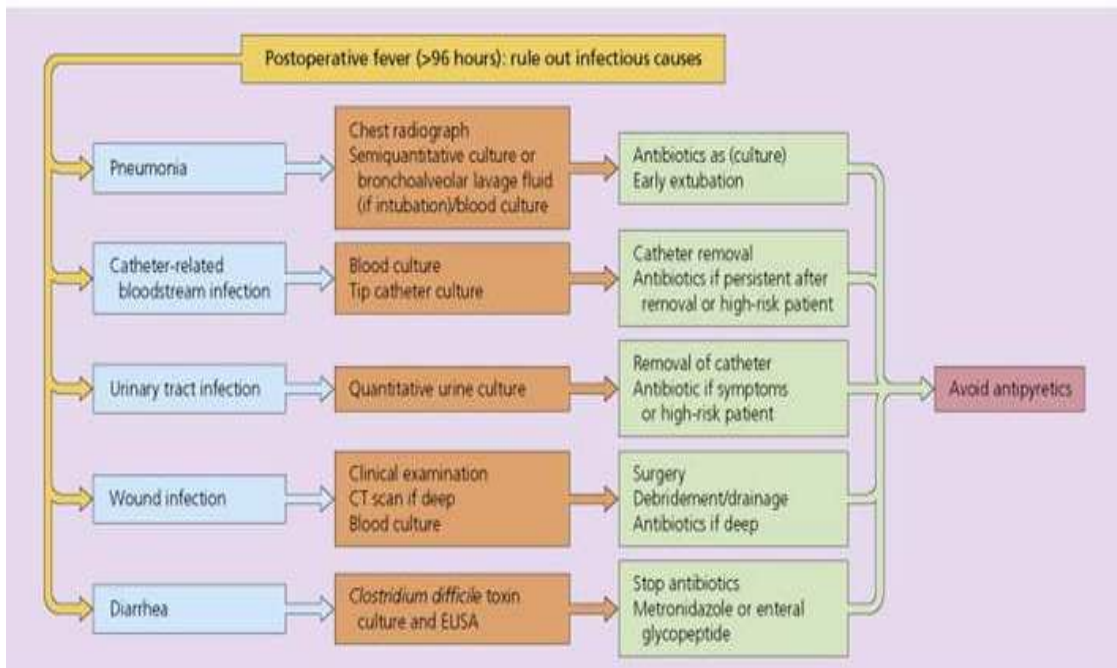 Postoperative fever (>96 hours): rule out infectious causes
Pneumonia
Chest radiograph
Semiquantitative culture or
bronchoalveolar lavage fluid
(if intubation)/blood culture
Antibiotics as (culture)
Early extubation
Catheter-related
bloodstream infection
Blood culture
Tip catheter culture
Catheter removal
Antibiotics if persistent after
removal or high-risk patient
Urinary tract infection
Quantitative urine culture
Removal of catheter
Antibiotic if symptoms
or high-risk patient
Avoid antipyretics
Wound infection
Clinical examination
CT scan if deep
Blood culture
Surgery
Debridement/drainage
Antibiotics if deep
Diarrhea
Clostridium difficile toxin
culture and EUSA
Stop antibiotics
Metronidazole or enteral
glycopeptide